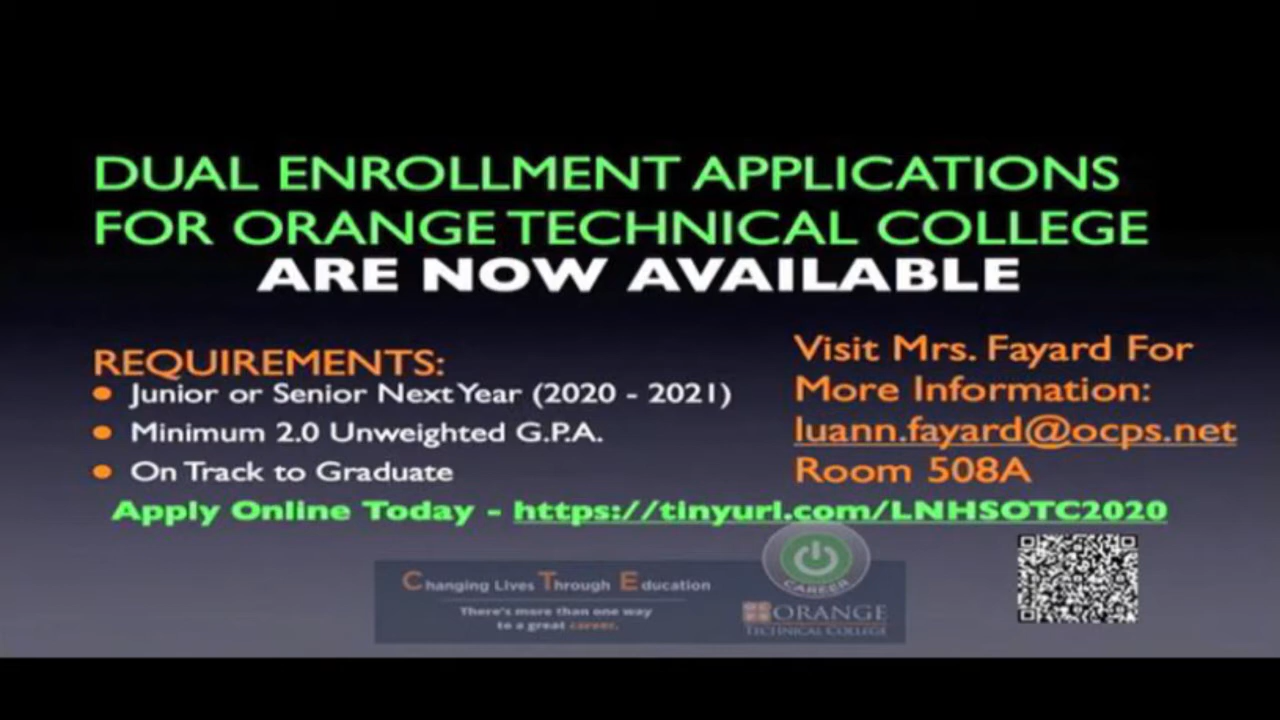 DUAL ENROLLMENT APPLICATIONS
FOR ORANGE TECHNICAL COLLEGE
ARE NOW AVAILABLE
REQUIREMENTS:
• Junior or Senior Next Year (2020 - 2021)
• Minimum 2.0 Unweighted G.P.A.
• On Track to Graduate
Visit Mrs. Fayard For
More Information:
luann.fayard@ocps.net
Room 508A
Apply Online Today - https://tinyurl.com/LNHSOTC2020
Changing Lives Through Education
There's more than one way
to a great career.
CAREER
ORANGE
TECHNICAL COLLEGE